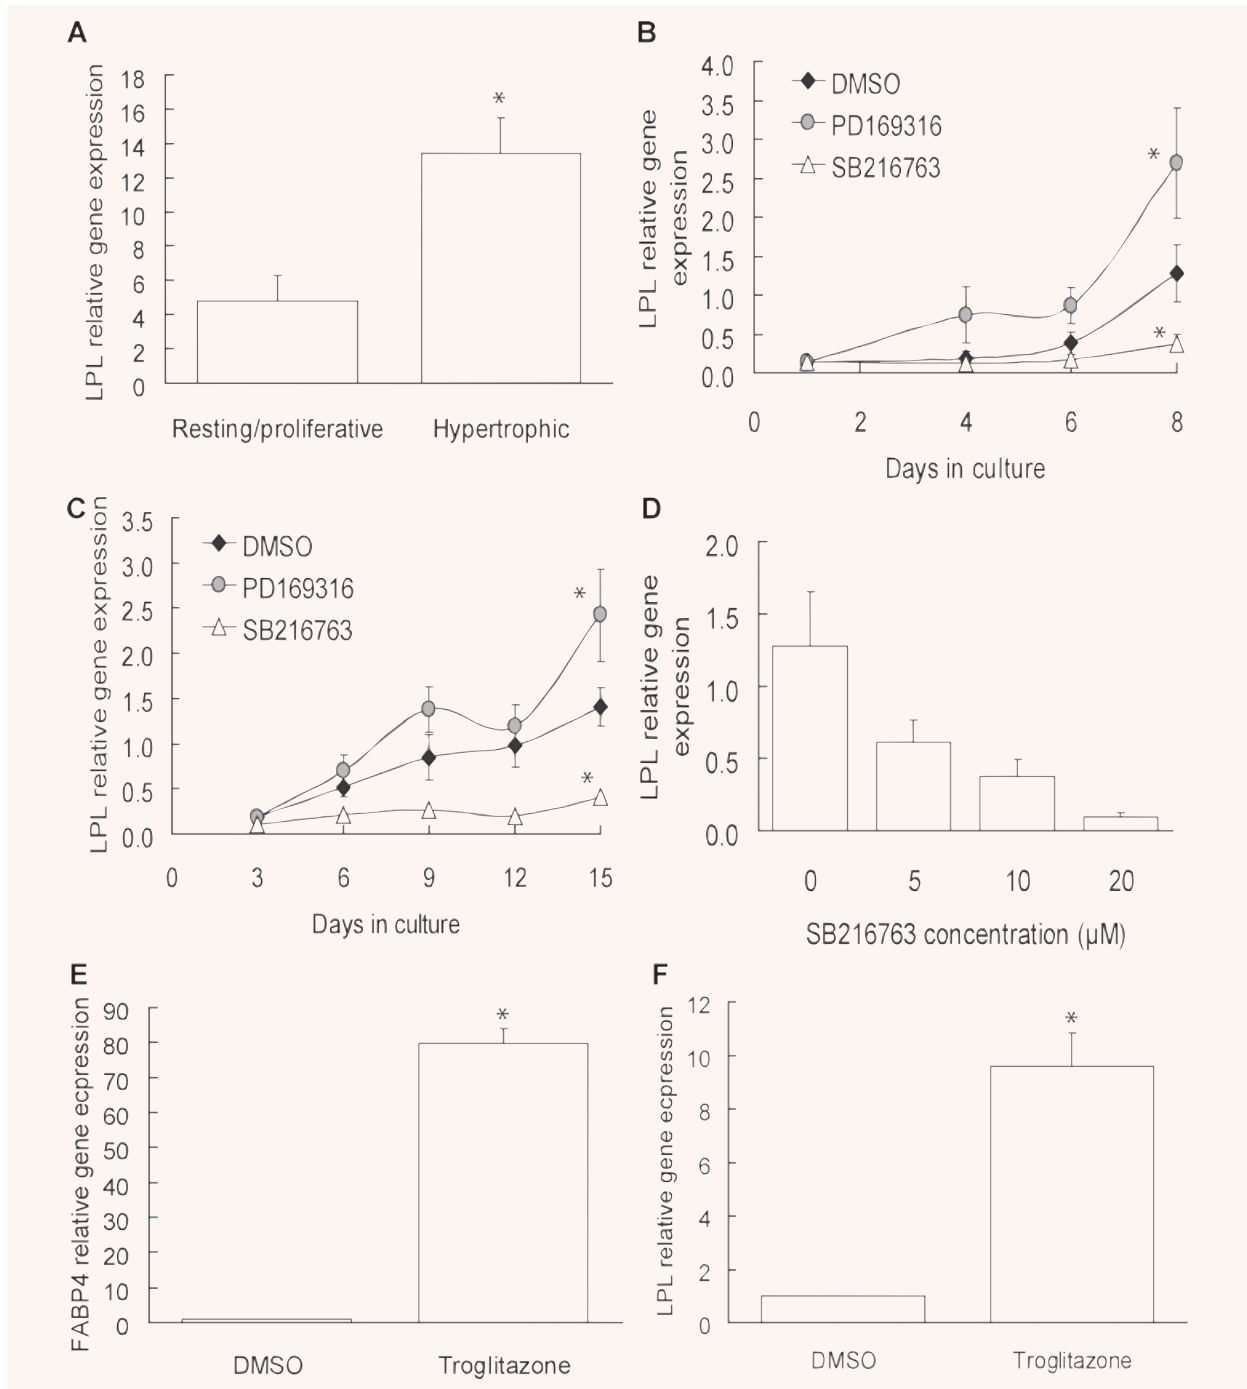 A
LPL relative gene expression
18
16
14
12
10
8
6
4
2
0
*
Resting/proliferative
Hypertrophic
B
LPL relative gene
expression
4.0
3.5
3.0
2.5
2.0
1.5
1.0
0.5
0.0
DMSO
PD169316
SB216763
*
*
0 2 4 6 8
Days in culture
C
LPL relative gene expression
3.5
3.0
2.5
2.0
1.5
1.0
0.5
0.0
DMSO
PD169316
SB216763
*
*
0 3 6 9 12 15
Days in culture
D
LPL relative gene
expression
2.0
1.5
1.0
0.5
0.0
0 5 10 20
SB216763 concentration (µM)
E
FABP4 relative gene ecpression
90
80
70
60
50
40
30
20
10
0
*
DMSO
Troglitazone
F
LPL relative gene ecpression
12
10
8
6
4
2
0
*
DMSO
Troglitazone